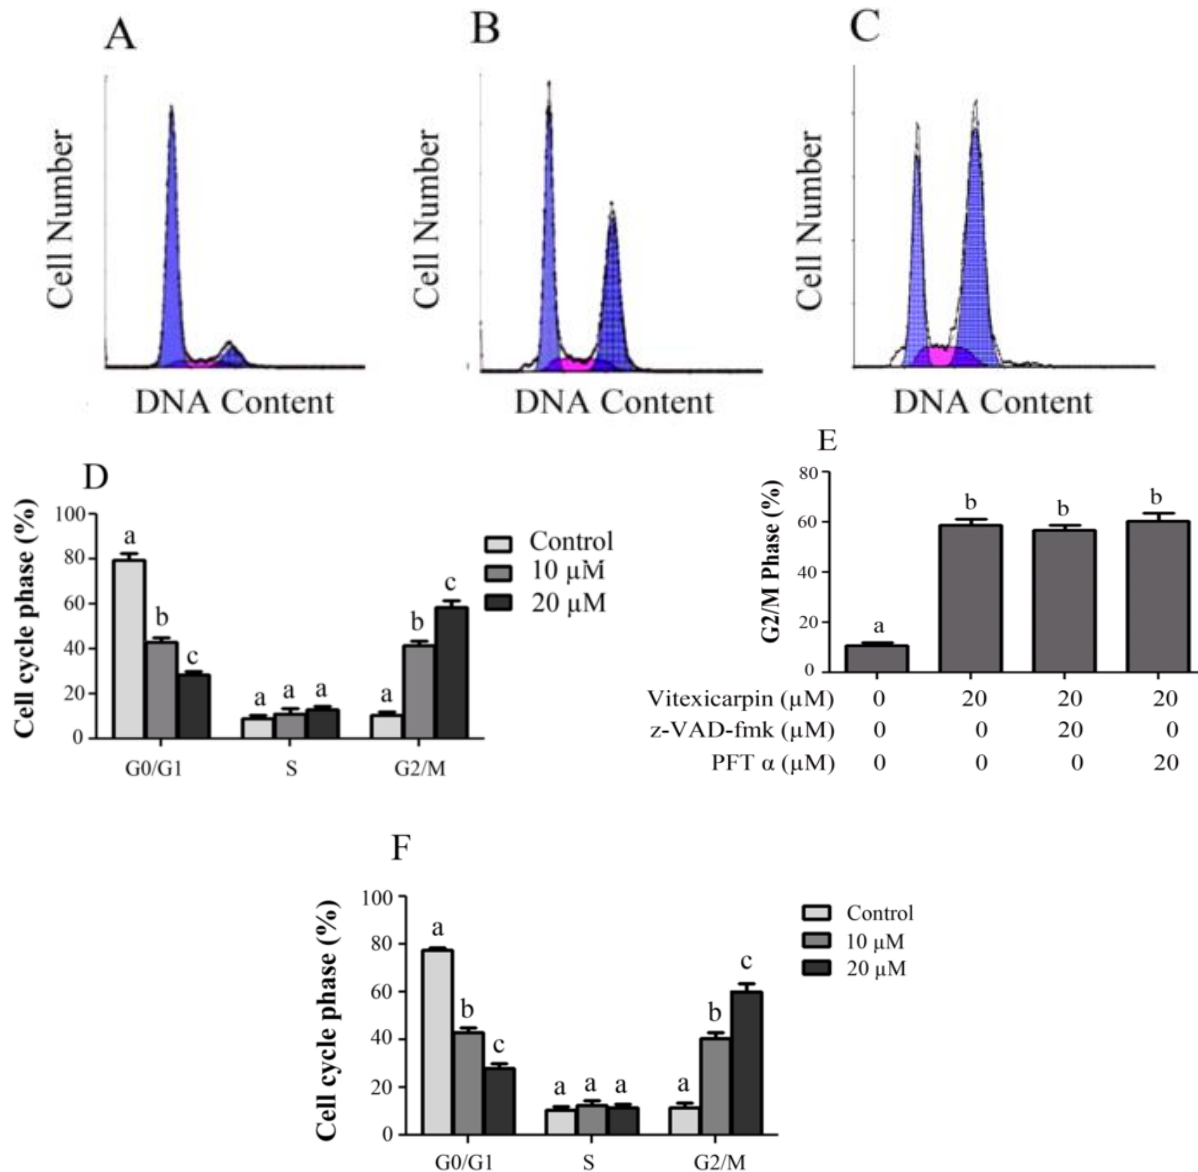 A
B
C
Cell Number
Cell Number
Cell Number
DNA Content
DNA Content
DNA Content
D
Cell cycle phase (%)
100
80
60
40
20
0
a
b
c
a
a
a
a
b
c
G0/G1
S
G2/M
Control
10 µM
20 µM
E
G2/M Phase (%)
80
60
40
20
0
a
b
b
b
Vitexicarpin (µM) 0 20 20 20
z-VAD-fmk (µM) 0 0 20 0
PFT α (µM) 0 0 0 20
F
Cell cycle phase (%)
100
80
60
40
20
0
a
b
c
a
a
a
a
b
c
G0/G1
S
G2/M
Control
10 µM
20 µM